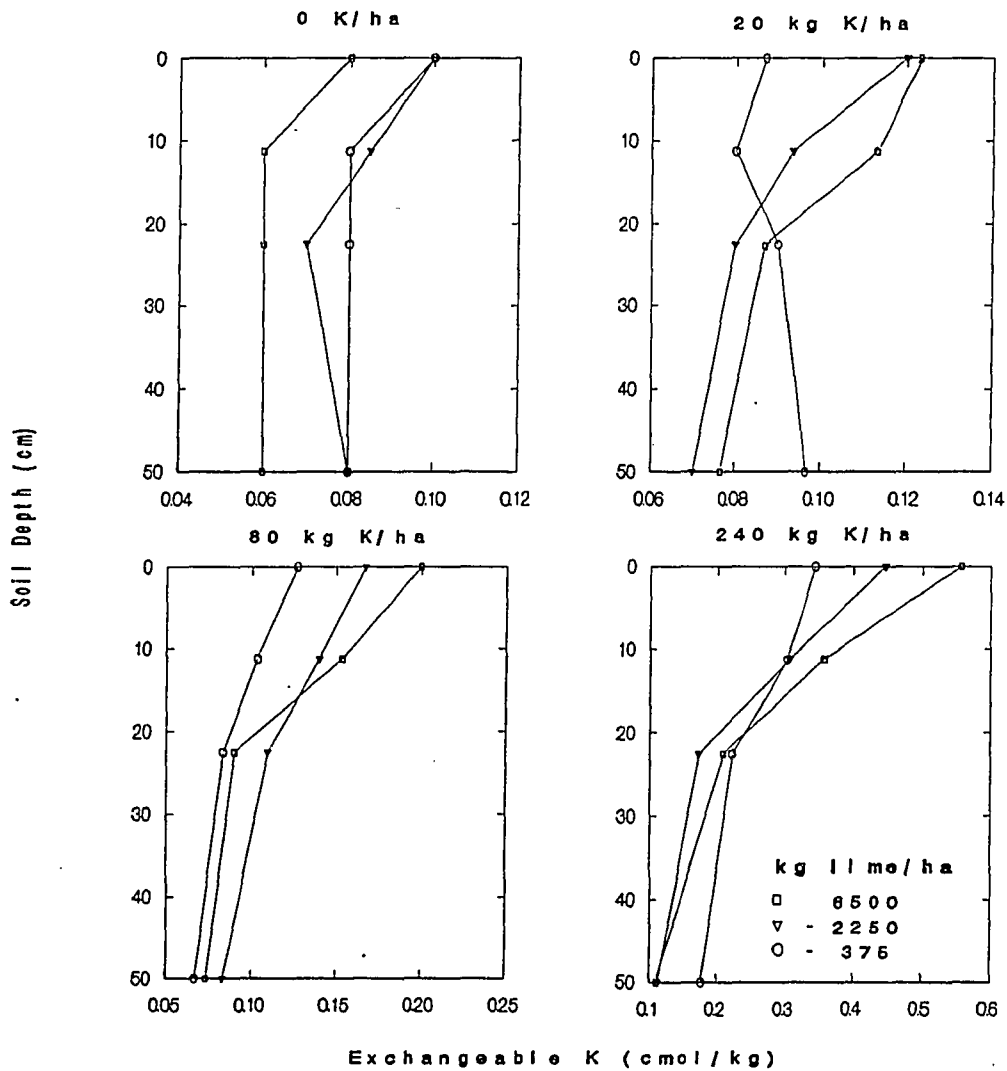 0 K/ha
20 kg K/ha
0
10
20
30
40
50
0.04 0.06 0.08 0.10 0.12
0
10
20
30
40
50
0.06 0.08 0.10 0.12 0.14
Soil Depth (cm)
80 kg K/ha
240 kg K/ha
0
10
20
30
40
50
0.05 0.10 0.15 0.20 0.25
0
10
20
30
40
50
0.1 0.2 0.3 0.4 0.5 0.6
kg lime/ha
6500
- 2250
- 375
Exchangeable K (cmol/kg)